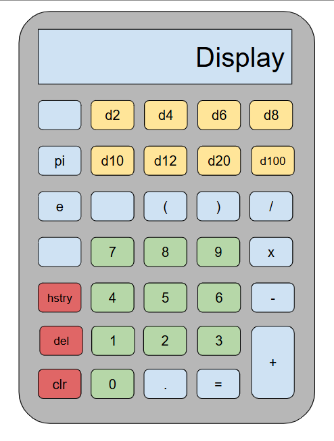 Display
d2 d4 d6 d8
pi d10 d12 d20 d100
e ( ) /
7 8 9 x
hstry 4 5 6 -
del 1 2 3
+
clr 0 . =